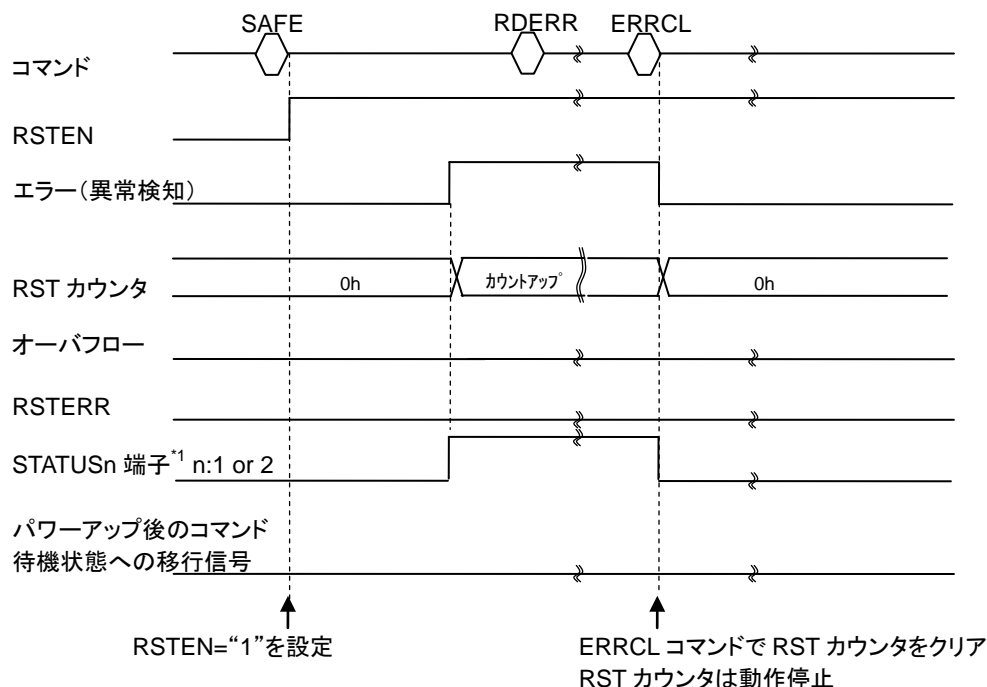 SAFE RDERR ERRCL
コマンド
RSTEN
エラー(異常検知)
RST カウンタ 0h カウントアップ 0h
オーバフロー
RSTERR
STATUSn 端子*1 n:1 or 2
パワーアップ後のコマンド
待機状態への移行信号
RSTEN=“1”を設定
ERRCL コマンドで RST カウンタをクリア
RST カウンタは動作停止